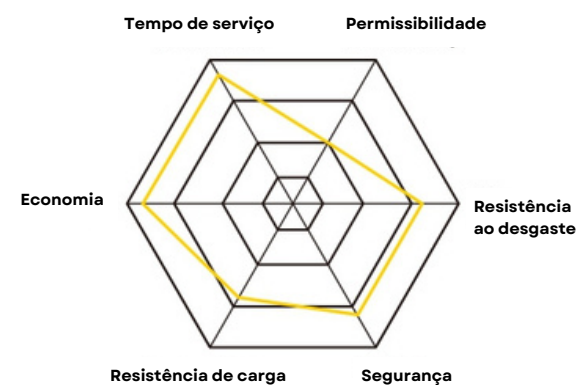 Tempo de serviço
Permissibilidade
Economia
Resistência
ao desgaste
Resistência de carga
Segurança